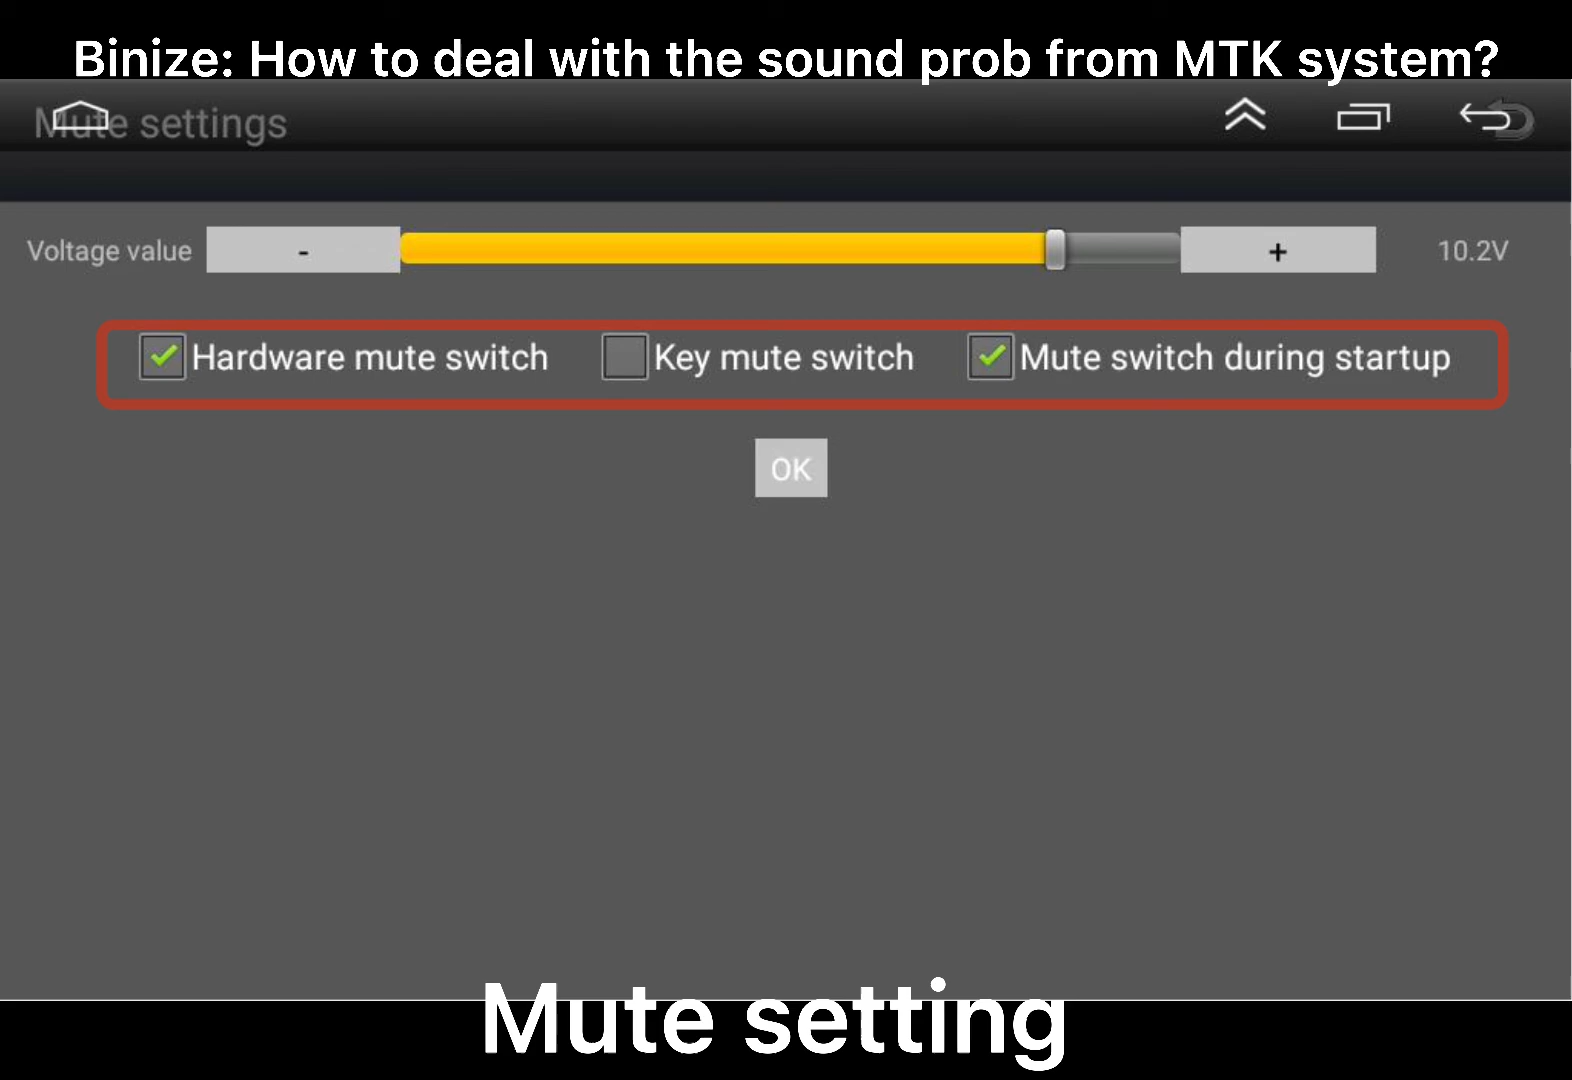 Binize: How to deal with the sound prob from MTK system?
Mute settings
Voltage value - + 10.2V
Hardware mute switch Key mute switch Mute switch during startup
OK
Mute setting